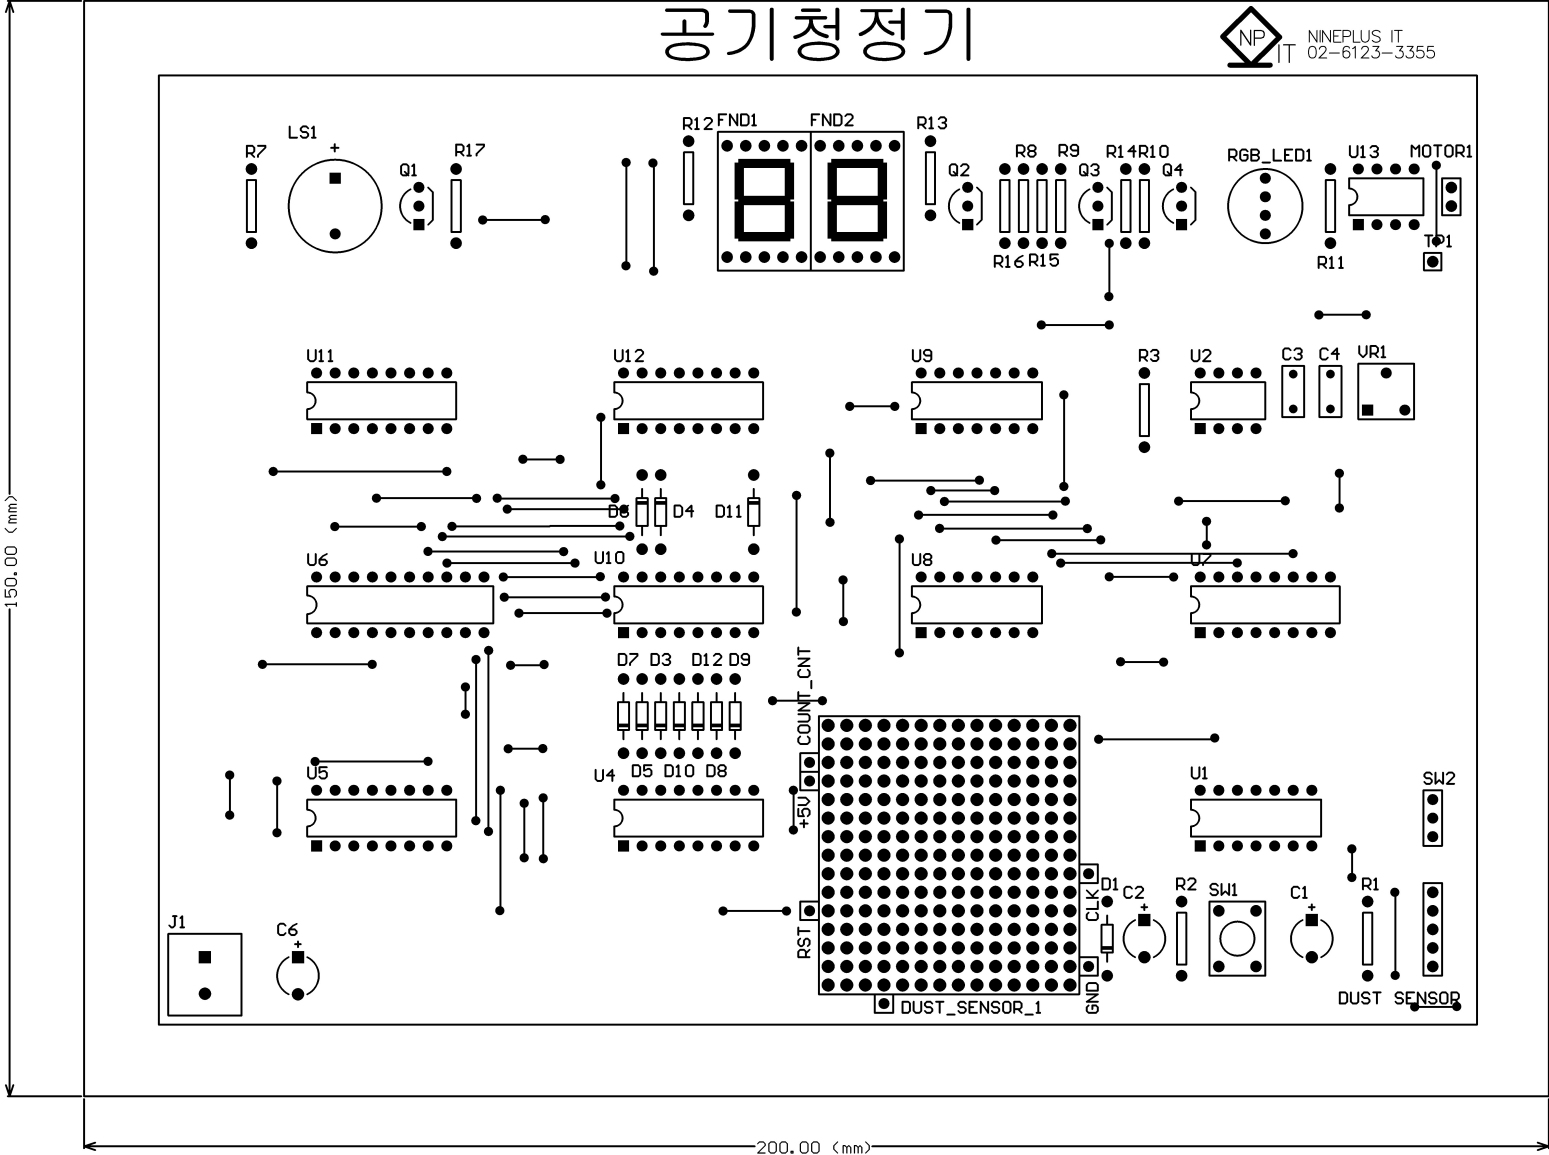 공기청정기
NP IT
NINEPLUS IT
02-6123-3355
LS1
+
R7
Q1
R17
R12
FND1
FND2
R13
Q2
R8
R9
Q3
R14
R10
Q4
RGB_LED1
U13
MOTOR1
R16
R15
R11
TP1
U11
U12
U9
R3
U2
C3
C4
VR1
D4
D11
U6
U10
U8
U7
D7
D3
D12
D9
COUNT_CNT
U5
D5
D10
D8
U4
+5V
U1
SW2
RST
CLK
D1
C2
+
R2
SW1
C1
+
R1
J1
C6
+
GND
DUST_SENSOR_1
DUST SENSOR
150.00 (mm)
200.00 (mm)